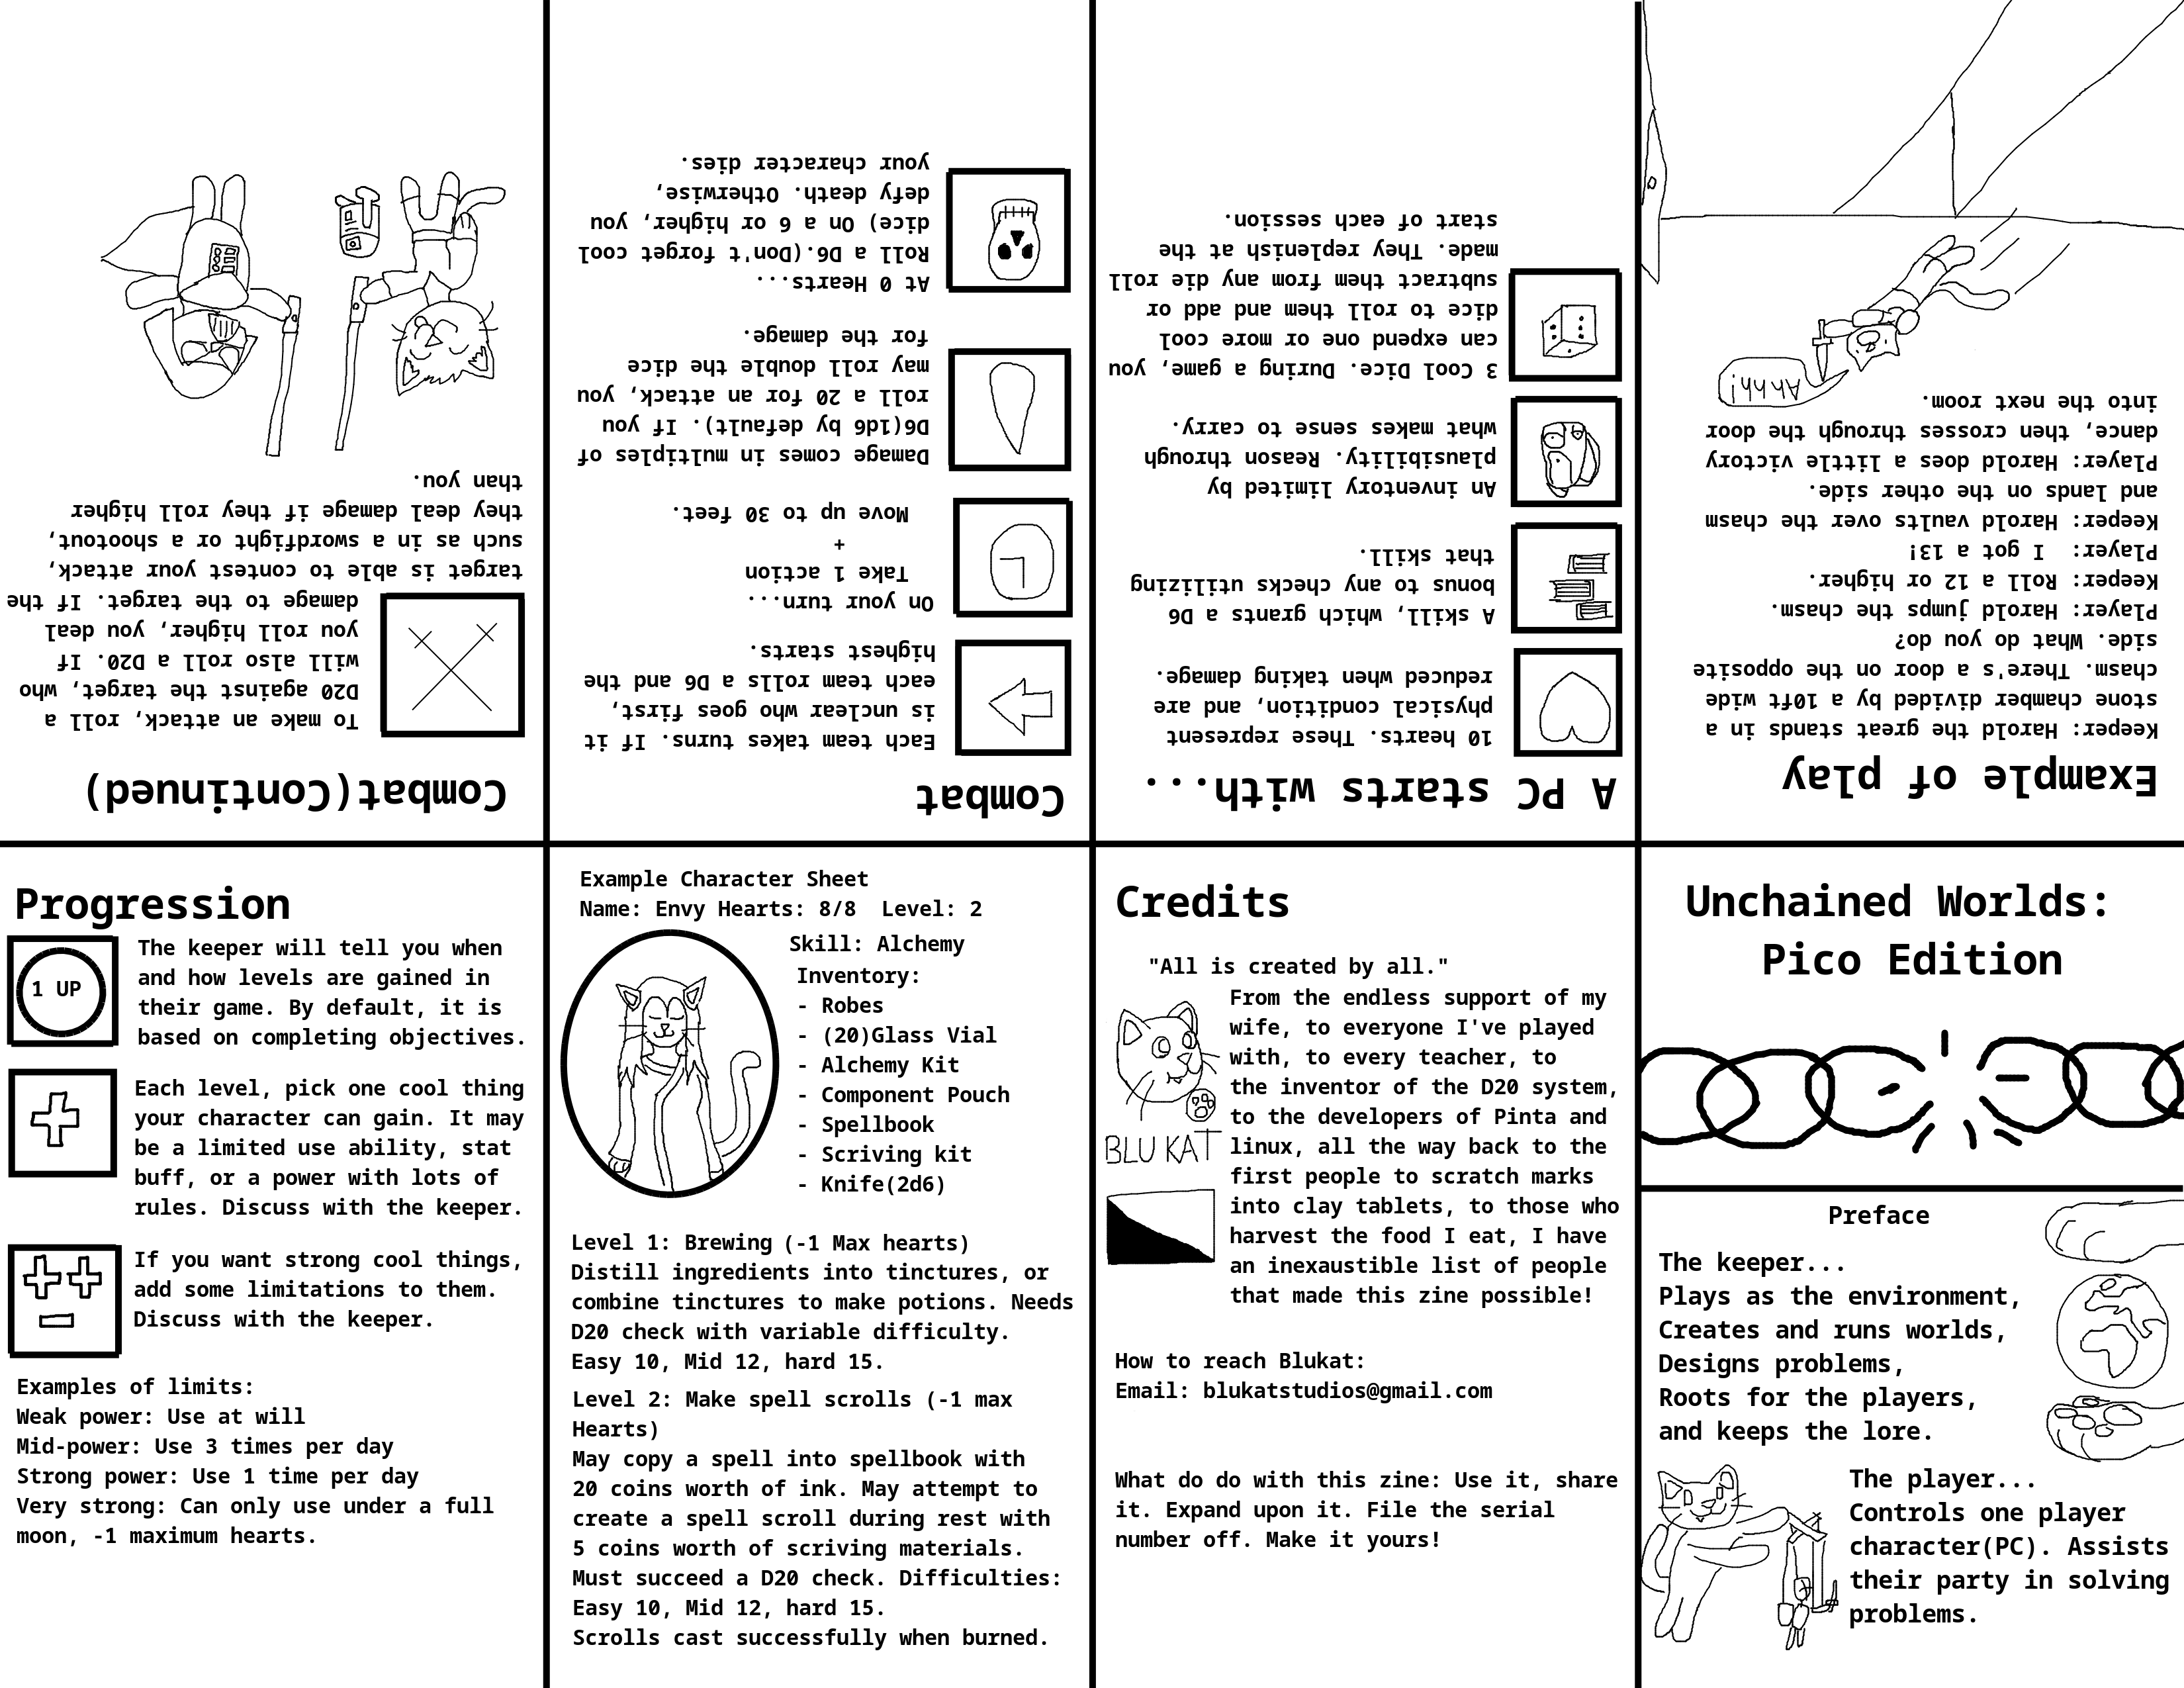 Unchained Worlds:
Pico Edition
Preface
The keeper...
Plays as the environment,
Creates and runs worlds,
Designs problems,
Roots for the players,
and keeps the lore.
The player...
Controls one player
character(PC). Assists
their party in solving
problems.
Example of play
Keeper: Harold the great stands in a
stone chamber divided by a 10ft wide
chasm. There's a door on the opposite
side. What do you do?
Player: Harold jumps the chasm.
Keeper: Roll a 12 or higher.
Player:  I got a 13!
Keeper: Harold vaults over the chasm
and lands on the other side.
Player: Harold does a little victory
dance, then crosses through the door
into the next room.
Ahhh!
A PC starts with...
10 hearts. These represent
physical condition, and are
reduced when taking damage.
A skill, which grants a D6
bonus to any checks utilizing
that skill.
An inventory limited by
plausibility. Reason through
what makes sense to carry.
3 Cool Dice. During a game, you
can expend one or more cool
dice to roll them and add or
subtract them from any die roll
made. They replenish at the
start of each session.
Combat
Each team takes turns. If it
is unclear who goes first,
each team rolls a D6 and the
highest starts.
On your turn...
Take 1 action
+
Move up to 30 feet.
Damage comes in multiples of
D6(1d6 by default). If you
roll a 20 for an attack, you
may roll double the dice
for the damage.
At 0 Hearts...
Roll a D6.(Don't forget cool
dice) On a 6 or higher, you
defy death. Otherwise,
your character dies.
Combat(Continued)
To make an attack, roll a
D20 against the target, who
will also roll a D20. If
you roll higher, you deal
damage to the target. If the
target is able to contest your attack,
such as in a swordfight or a shootout,
they deal damage if they roll higher
than you.
Progression
1 UP
The keeper will tell you when
and how levels are gained in
their game. By default, it is
based on completing objectives.
Each level, pick one cool thing
your character can gain. It may
be a limited use ability, stat
buff, or a power with lots of
rules. Discuss with the keeper.
If you want strong cool things,
add some limitations to them.
Discuss with the keeper.
Examples of limits:
Weak power: Use at will
Mid-power: Use 3 times per day
Strong power: Use 1 time per day
Very strong: Can only use under a full
moon, -1 maximum hearts.
Example Character Sheet
Name: Envy Hearts: 8/8  Level: 2
Skill: Alchemy
Inventory:
- Robes
- (20)Glass Vial
- Alchemy Kit
- Component Pouch
- Spellbook
- Scriving kit
- Knife(2d6)
Level 1: Brewing (-1 Max hearts)
Distill ingredients into tinctures, or
combine tinctures to make potions. Needs
D20 check with variable difficulty.
Easy 10, Mid 12, hard 15.
Level 2: Make spell scrolls (-1 max
Hearts)
May copy a spell into spellbook with
20 coins worth of ink. May attempt to
create a spell scroll during rest with
5 coins worth of scriving materials.
Must succeed a D20 check. Difficulties:
Easy 10, Mid 12, hard 15.
Scrolls cast successfully when burned.
Credits
"All is created by all."
From the endless support of my
wife, to everyone I've played
with, to every teacher, to
the inventor of the D20 system,
to the developers of Pinta and
linux, all the way back to the
first people to scratch marks
into clay tablets, to those who
harvest the food I eat, I have
an inexaustible list of people
that made this zine possible!
BLU KAT
How to reach Blukat:
Email: blukatstudios@gmail.com
What do do with this zine: Use it, share
it. Expand upon it. File the serial
number off. Make it yours!